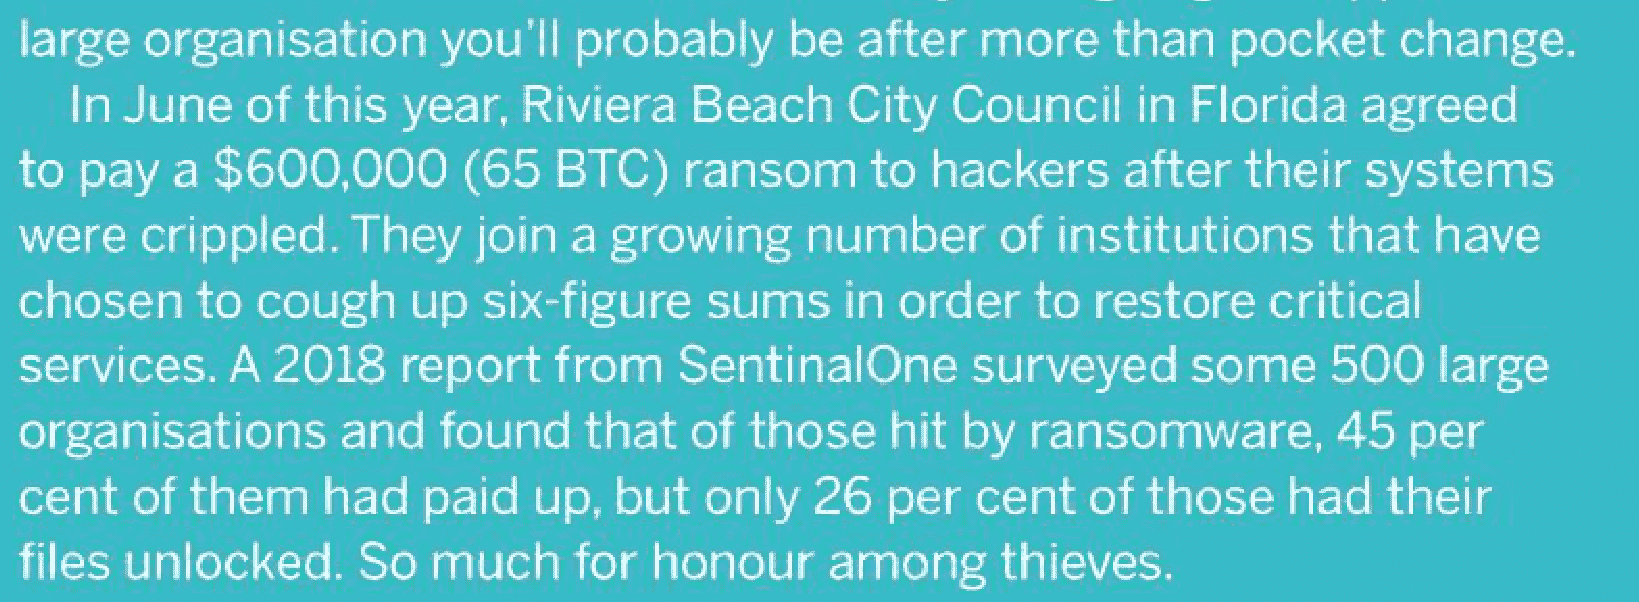 large organisation you'll probably be after more than pocket change.
In June of this year, Riviera Beach City Council in Florida agreed
to pay a $600,000 (65 BTC) ransom to hackers after their systems
were crippled. They join a growing number of institutions that have
chosen to cough up six-figure sums in order to restore critical
services. A 2018 report from SentinalOne surveyed some 500 large
organisations and found that of those hit by ransomware, 45 per
cent of them had paid up, but only 26 per cent of those had their
files unlocked. So much for honour among thieves.